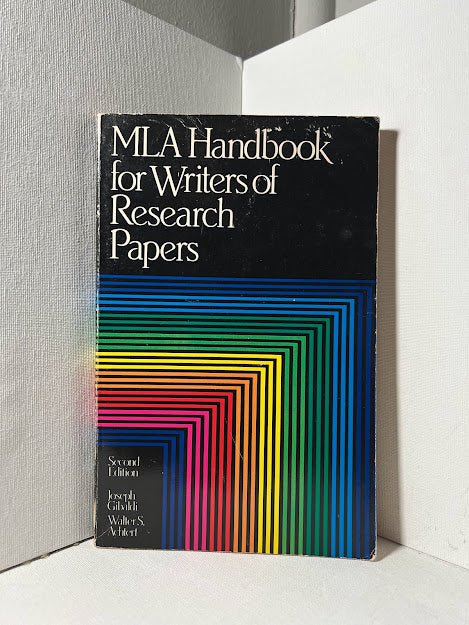 MLA Handbook
for Writers of
Research
Papers
Second
Edition
Joseph
Gibaldi
Walter S.
Achtert